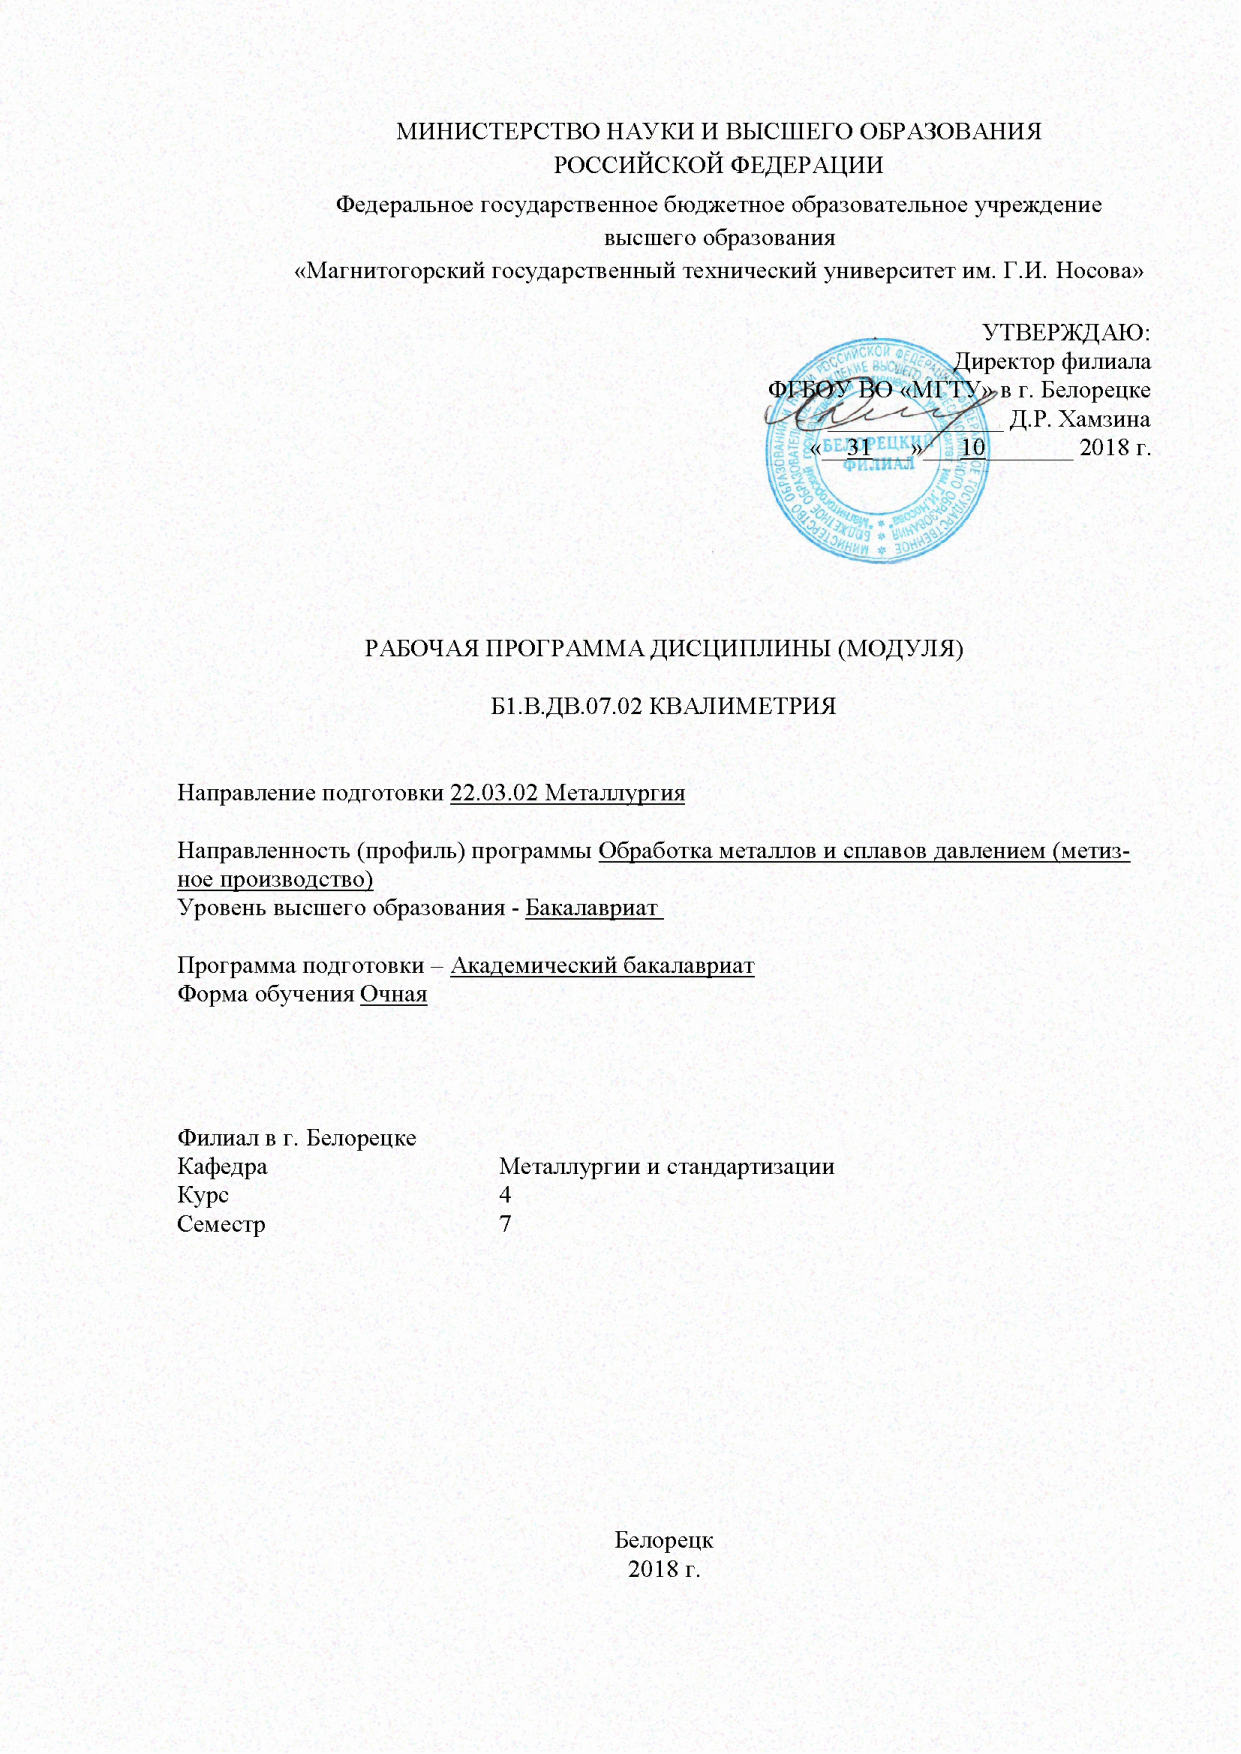 МИНИСТЕРСТВО НАУКИ И ВЫСШЕГО ОБРАЗОВАНИЯ
РОССИЙСКОЙ ФЕДЕРАЦИИ
Федеральное государственное бюджетное образовательное учреждение
высшего образования
«Магнитогорский государственный технический университет им. Г.И. Носова»
УТВЕРЖДАЮ:
Директор филиала
ФГБОУ ВО «МГТУ» в г. Белорецке
Д.Р. Хамзина
« 31 » 10 2018 г.
БЕЛОРЕЦКИЙ
ФИЛИАЛ
РАБОЧАЯ ПРОГРАММА ДИСЦИПЛИНЫ (МОДУЛЯ)
Б1.В.ДВ.07.02 КВАЛИМЕТРИЯ
Направление подготовки 22.03.02 Металлургия
Направленность (профиль) программы Обработка металлов и сплавов давлением (метиз-
ное производство)
Уровень высшего образования - Бакалавриат
Программа подготовки – Академический бакалавриат
Форма обучения Очная
Филиал в г. Белорецке
Кафедра Металлургии и стандартизации
Курс 4
Семестр 7
Белорецк
2018 г.